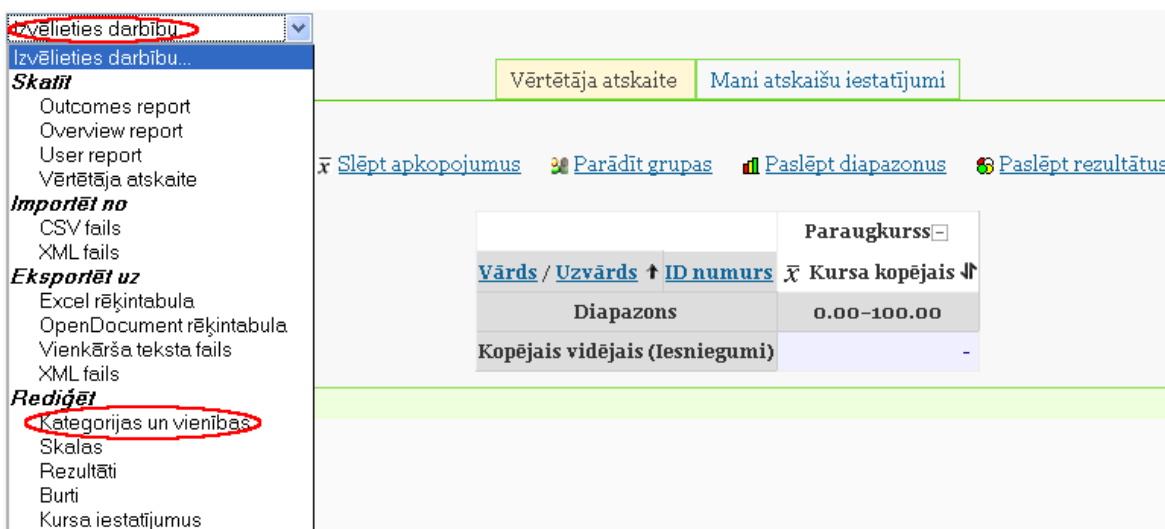 Izvēlieties darbību...
Izvēlieties darbību...
Skatīt
Outcomes report
Overview report
User report
Vērtētāja atskaite
Importēt no
CSV fails
XML fails
Eksportēt uz
Excel rēķintabula
OpenDocument rēķintabula
Vienkārša teksta fails
XML fails
Rediģēt
Kategorijas un vienības
Skalas
Rezultāti
Burti
Kursa iestatījumus
Vērtētāja atskaite Mani atskaišu iestatījumi
x̅ Slēpt apkopojumus Parādīt grupas Paslēpt diapazonus Paslēpt rezultātus
Paraugkurss
Vārds / Uzvārds ID numurs x̅ Kursa kopējais
Diapazons 0.00-100.00
Kopējais vidējais (Iesniegumi) -